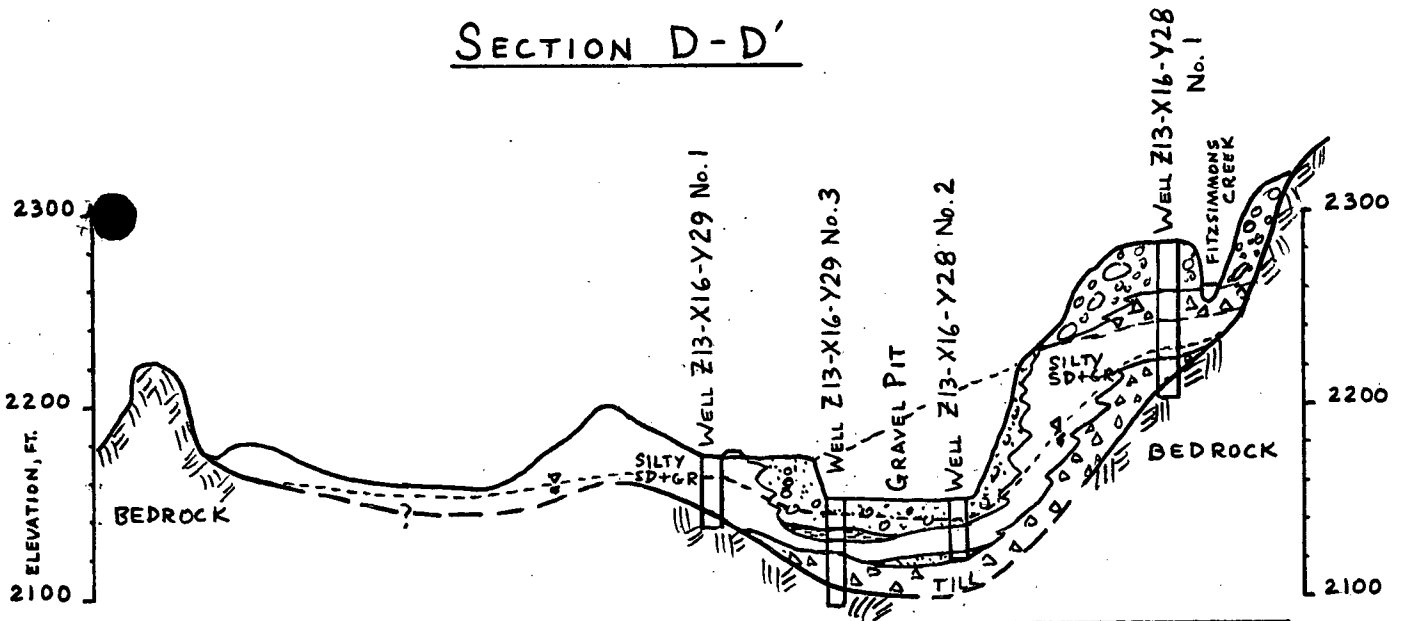 SECTION D-D'
WELL Z13-X16-Y28
No. 1
FITZSIMMONS
CREEK
WELL Z13-X16-Y29 No. 1
WELL Z13-X16-Y29 No. 3
GRAVEL PIT
WELL Z13-X16-Y28 No. 2
2300
2300
2200
2200
2100
2100
ELEVATION, FT.
SILTY
SD+GR
SILTY
SD+GR
BEDROCK
?
BEDROCK
TILL